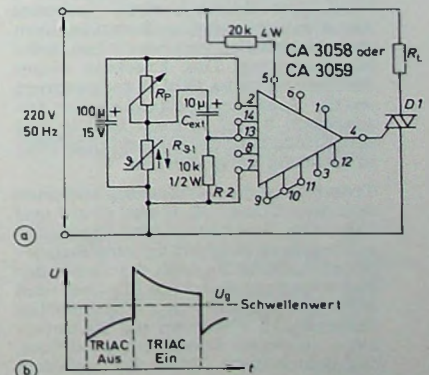 20k 4W
CA 3058 oder
CA 3059
R_L
220 V
50 Hz
100μ +
15 V
R_P
10μ +
C_ext
R_ϑ1
10k
1/2 W
R2
ϑ
5
6
1
2
14
13
8
7
4
12
3
11
10
9
D1
a
U
U_g
Schwellenwert
TRIAC
Aus
TRIAC
Ein
t
b